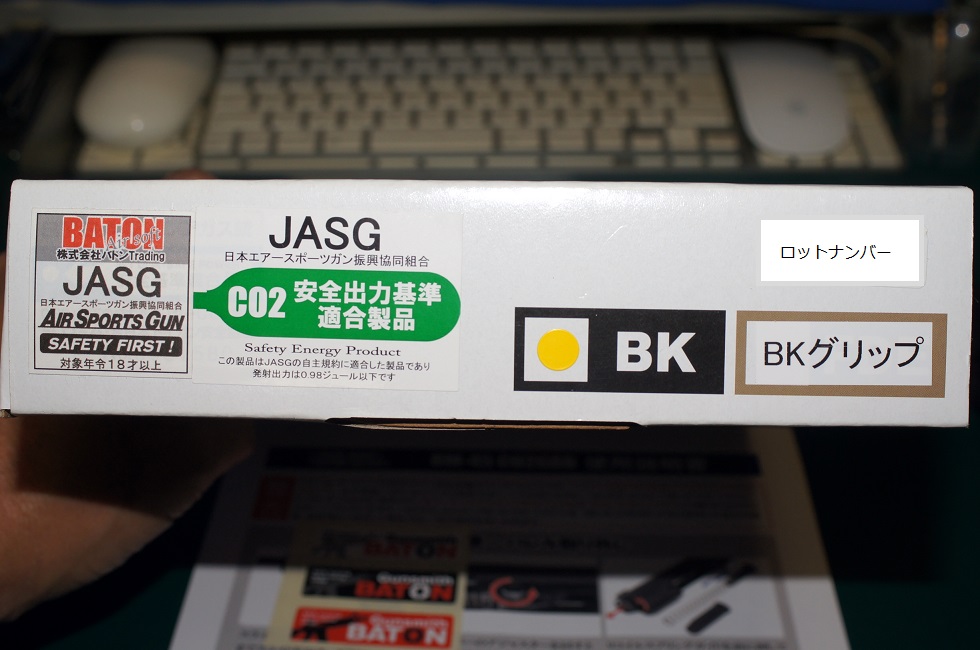 BATON
Airsoft
株式会社バトンTrading
JASG
日本エアースポーツガン振興協同組合
AIR SPORTS GUN
SAFETY FIRST!
対象年令18才以上
JASG
日本エアースポーツガン振興協同組合
CO2 安全出力基準
適合製品
Safety Energy Product
この製品はJASGの自主規約に適合した製品であり
発射出力は0.98ジュール以下です
ロットナンバー
BK
BKグリップ
BATON
Gunsmith
BATON
Gunsmith
BATON